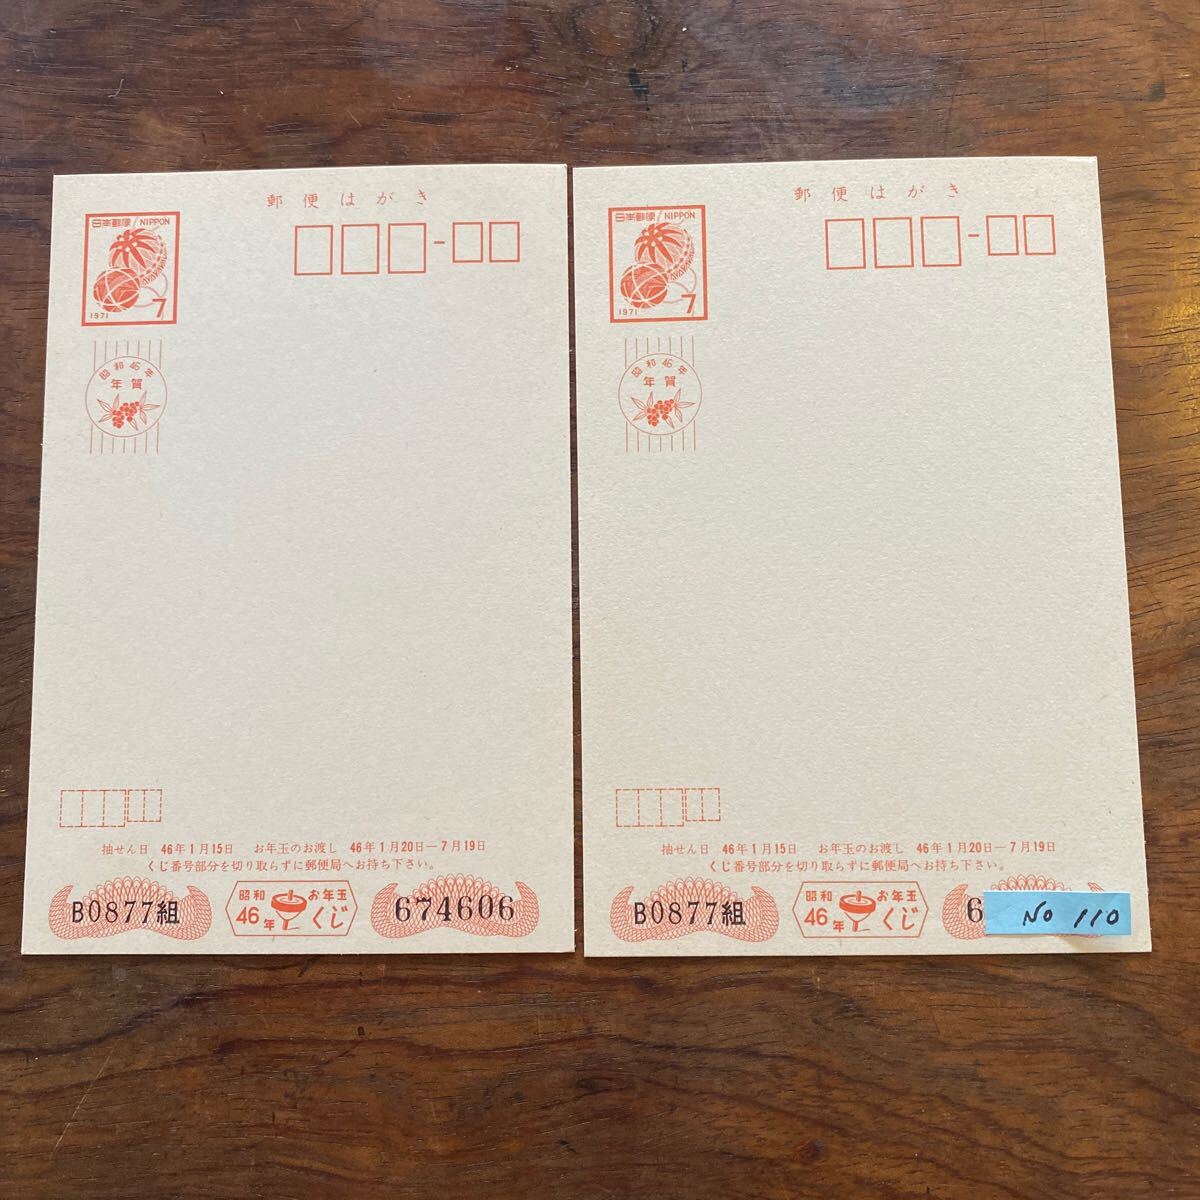 郵便はがき
日本郵便 NIPPON
1971 7
昭和46年
年賀
抽せん日 46年1月15日 お年玉のお渡し 46年1月20日―7月19日
くじ番号部分を切り取らずに郵便局へお持ち下さい。
B0877組
昭和46年
お年玉くじ
674606
郵便はがき
日本郵便 NIPPON
1971 7
昭和46年
年賀
抽せん日 46年1月15日 お年玉のお渡し 46年1月20日―7月19日
くじ番号部分を切り取らずに郵便局へお持ち下さい。
B0877組
昭和46年
お年玉くじ
6
No 110